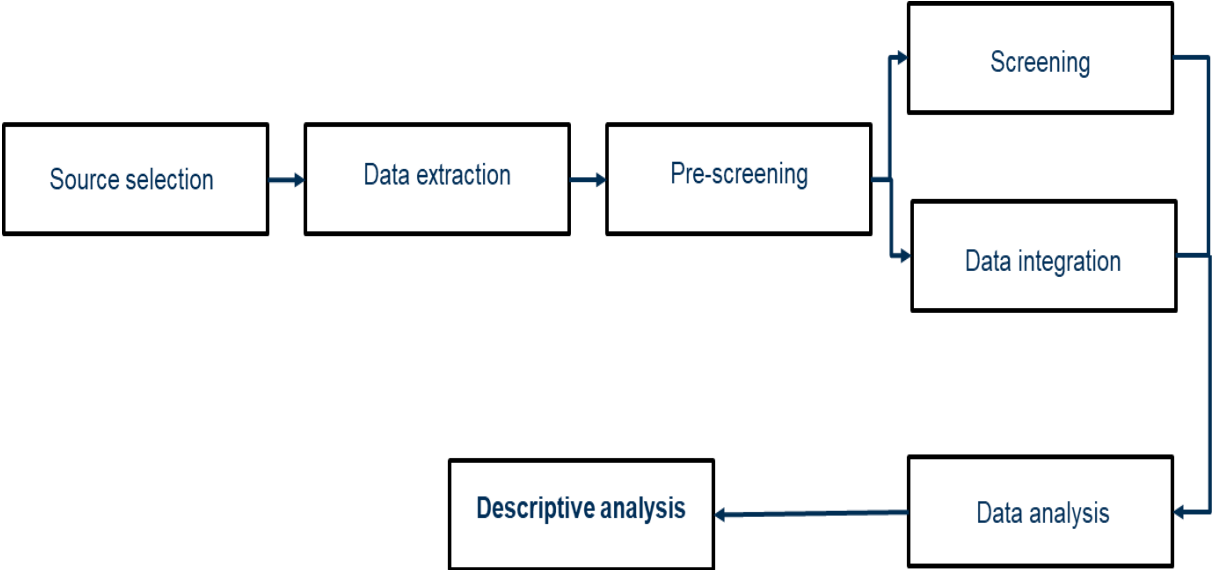 Source selection
Data extraction
Pre-screening
Screening
Data integration
Data analysis
Descriptive analysis